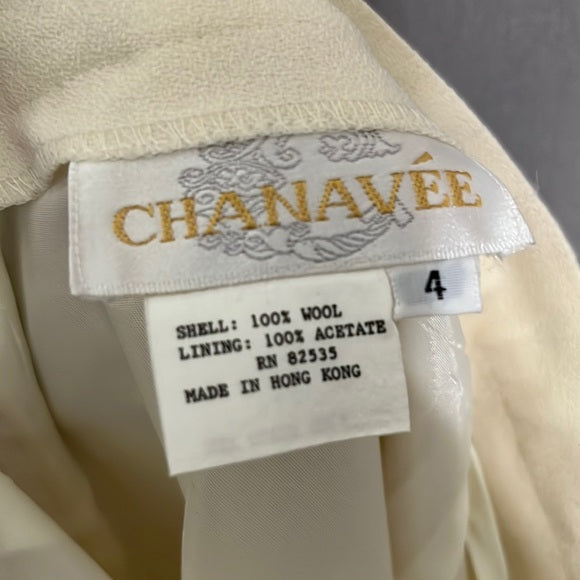 CHANAVÉE
4
SHELL: 100% WOOL
LINING: 100% ACETATE
RN 82535
MADE IN HONG KONG